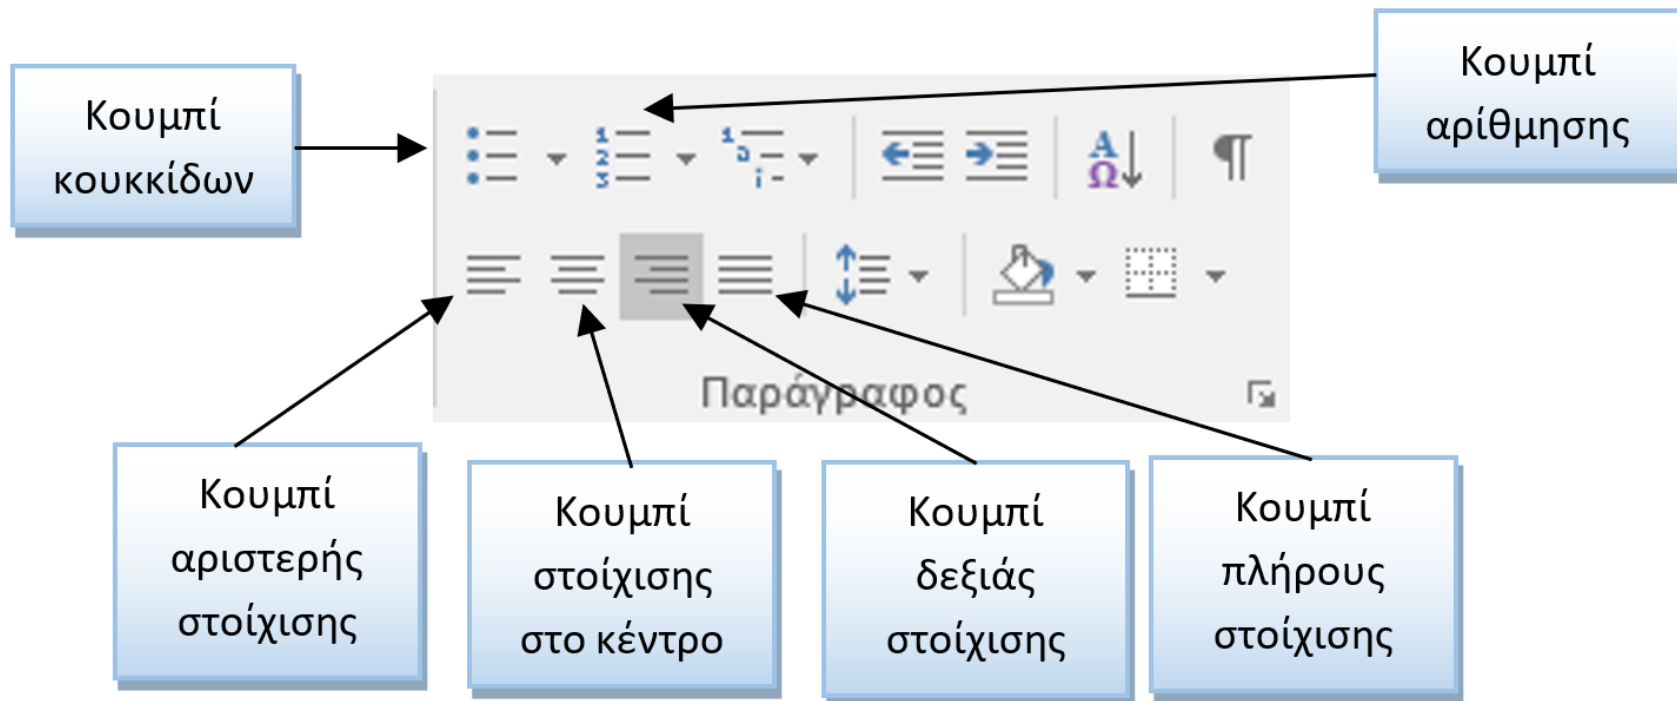 Κουμπί
αρίθμησης
Κουμπί
κουκκίδων
Παράγραφος
Κουμπί
αριστερής
στοίχισης
Κουμπί
στοίχισης
στο κέντρο
Κουμπί
δεξιάς
στοίχισης
Κουμπί
πλήρους
στοίχισης